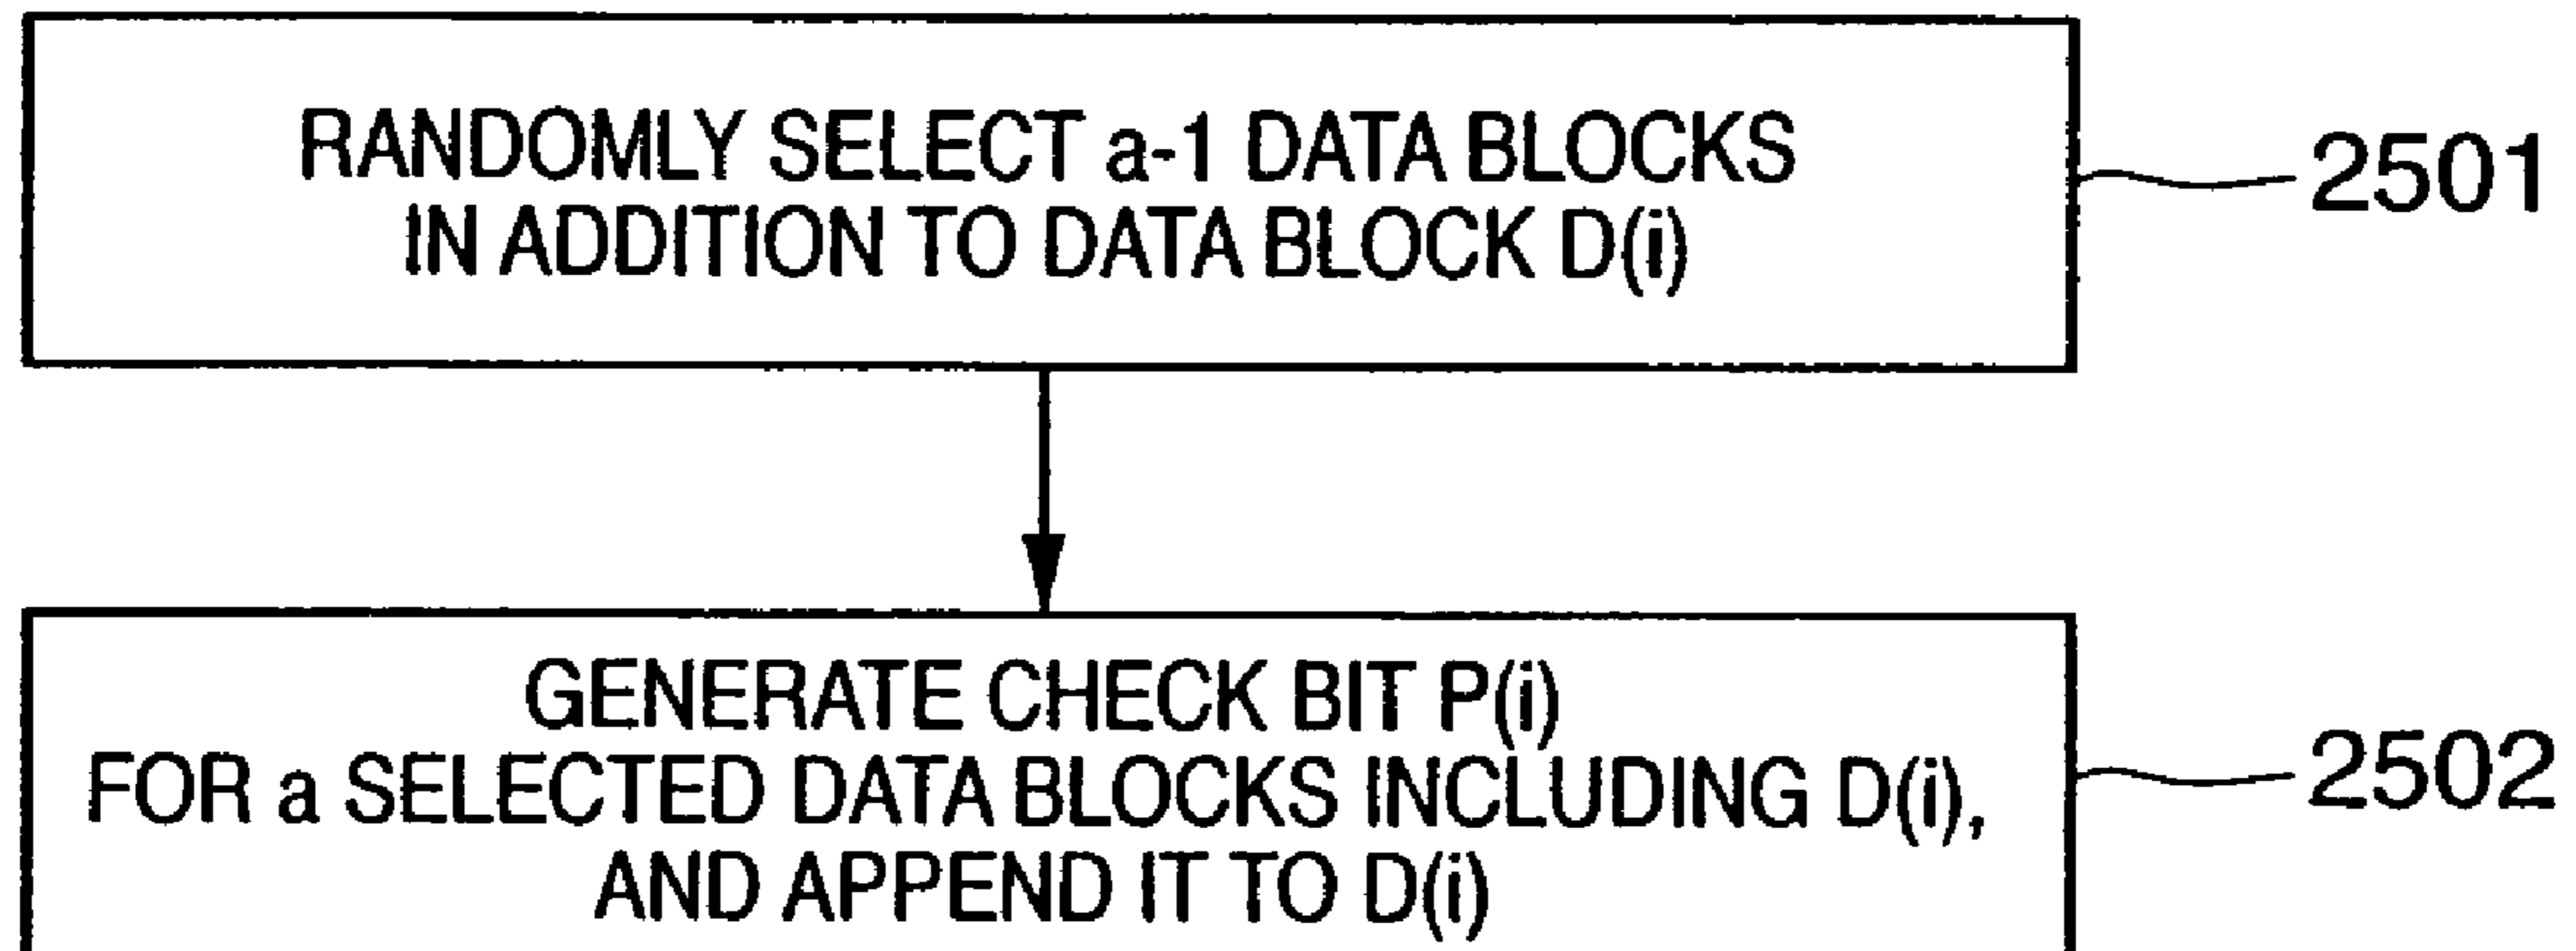 RANDOMLY SELECT a-1 DATA BLOCKS
IN ADDITION TO DATA BLOCK D(i)
2501
GENERATE CHECK BIT P(i)
FOR a SELECTED DATA BLOCKS INCLUDING D(i),
AND APPEND IT TO D(i)
2502